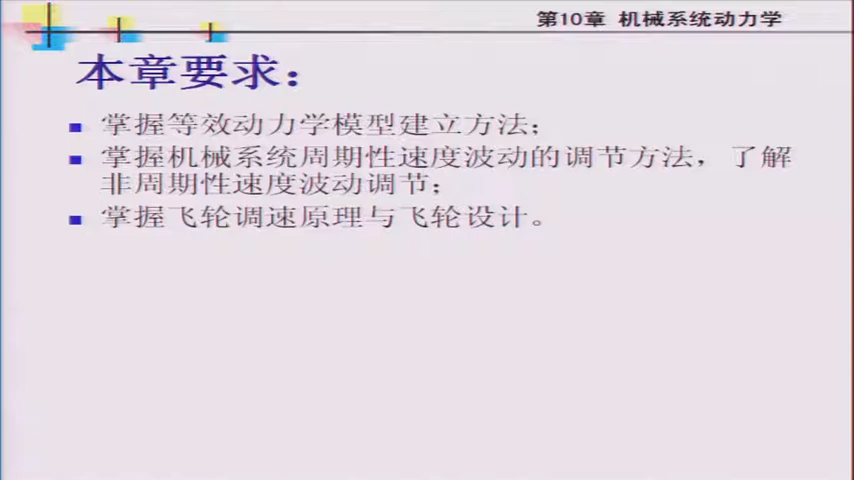 第10章 机械系统动力学
本章要求：
掌握等效动力学模型建立方法；
掌握机械系统周期性速度波动的调节方法，了解
非周期性速度波动调节；
掌握飞轮调速原理与飞轮设计。